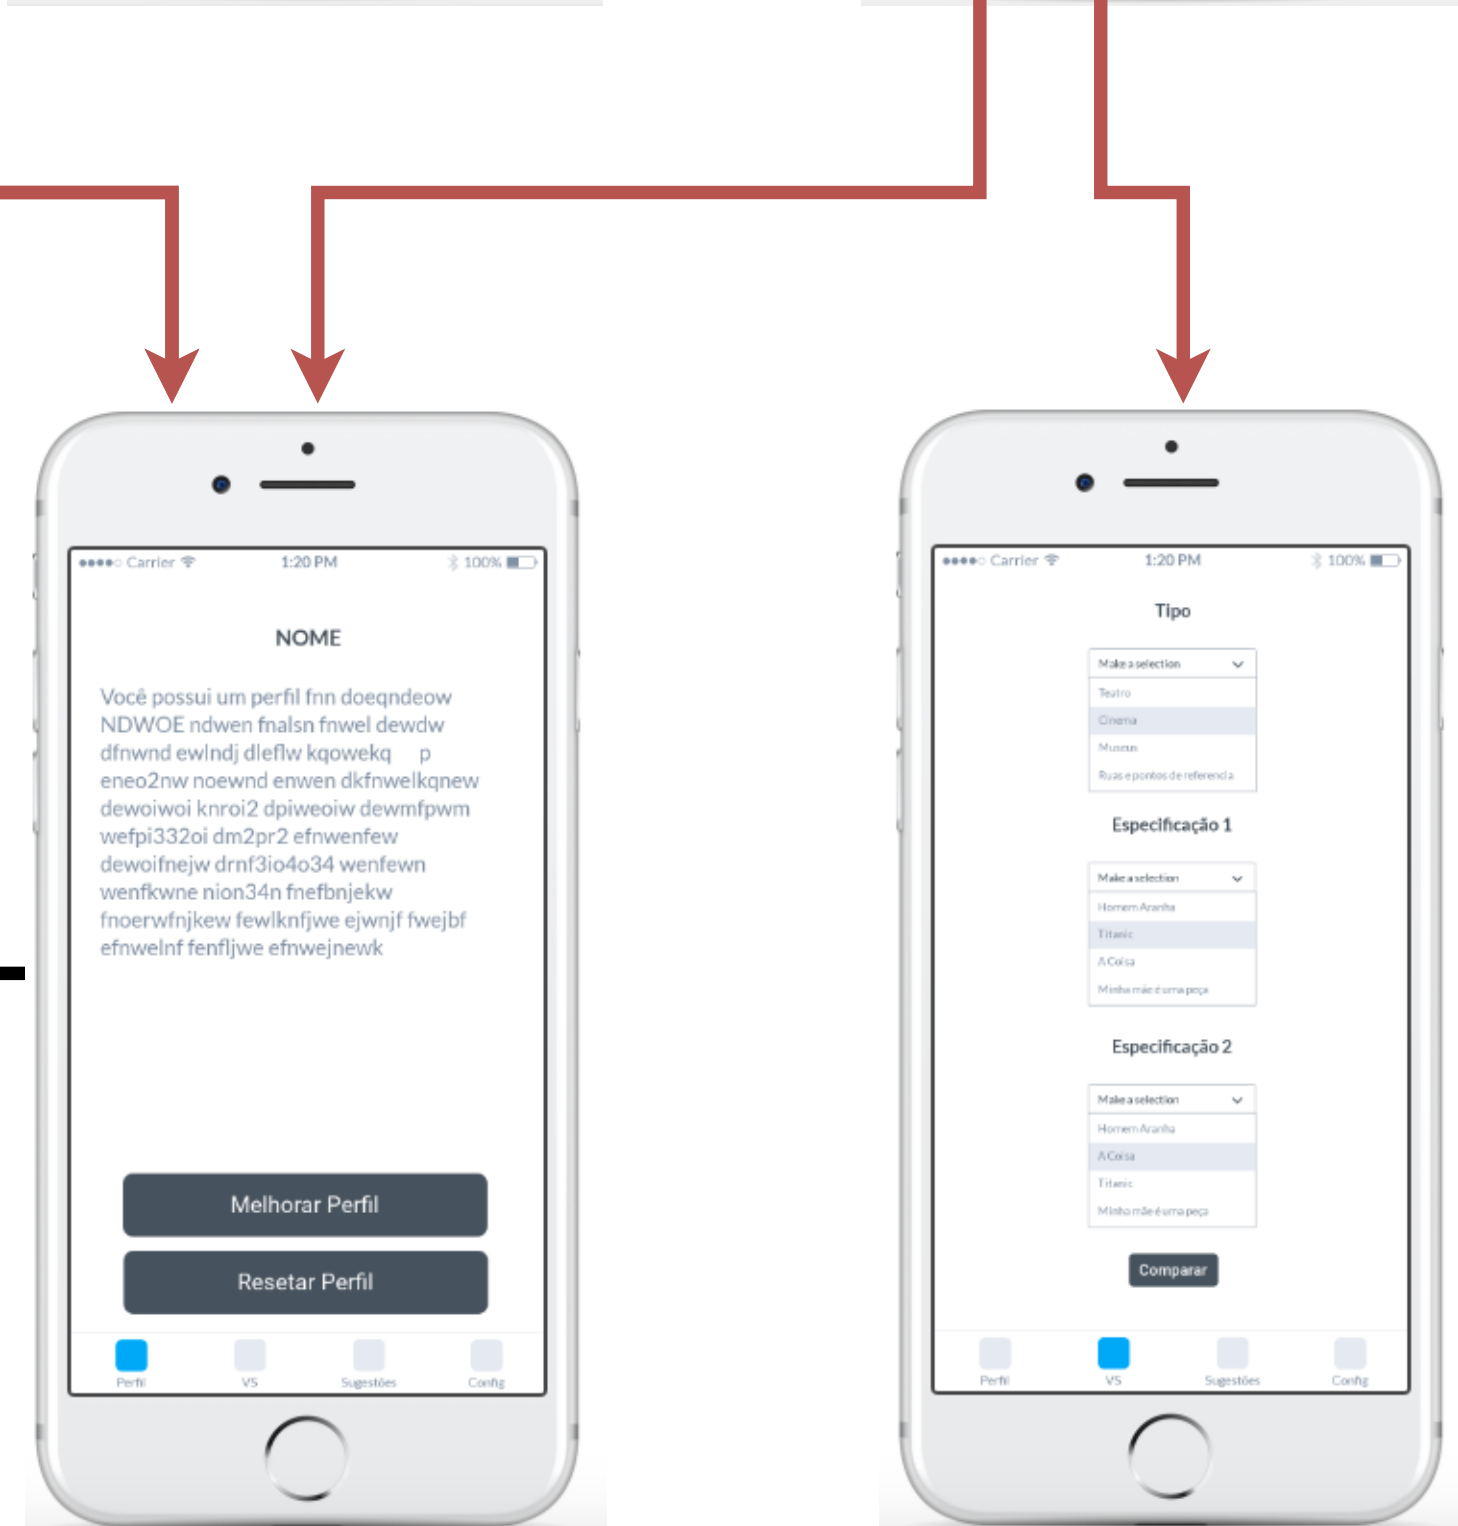 Carrier 1:20 PM 100%
NOME
Você possui um perfil fnn doeqndeow
NDWOE ndwen fnalsn fnwel dewdw
dfnwnd ewlndj dleflw kqowekq p
eneo2nw noewnd enwen dkfnwelkqnew
dewoiwoi knroi2 dpiweoiw dewmfpwm
wefpi332oi dm2pr2 efnwenfew
dewoifnejw drnf3io4o34 wenfewn
wenfkwne nion34n fnefbnjekw
fnoerwfnjkew fewlknfjwe ejwnjf fwejbf
efnwelnf fenfljwe efnwejnewk
Melhorar Perfil
Resetar Perfil
Perfil VS Sugestões Config
Carrier 1:20 PM 100%
Tipo
Make a selection
Teatro
Cinema
Museus
Ruas e pontos de referencia
Especificação 1
Make a selection
Homem Aranha
Titanic
A Coisa
Minha mãe é uma peça
Especificação 2
Make a selection
Homem Aranha
A Coisa
Titanic
Minha mãe é uma peça
Comparar
Perfil VS Sugestões Config